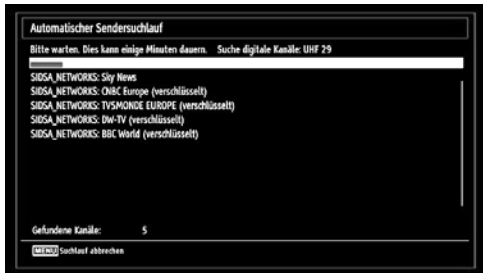 Automatischer Sendersuchlauf
Bitte warten. Dies kann einige Minuten dauern. Suche digitale Kanäle: UHF 29
SIDSA_NETWORKS: Sky News
SIDSA_NETWORKS: CNBC Europe (verschlüsselt)
SIDSA_NETWORKS: TV5MONDE EUROPE (verschlüsselt)
SIDSA_NETWORKS: DW-TV (verschlüsselt)
SIDSA_NETWORKS: BBC World (verschlüsselt)
Gefundene Kanäle: 5
MENU Suchlauf abbrechen